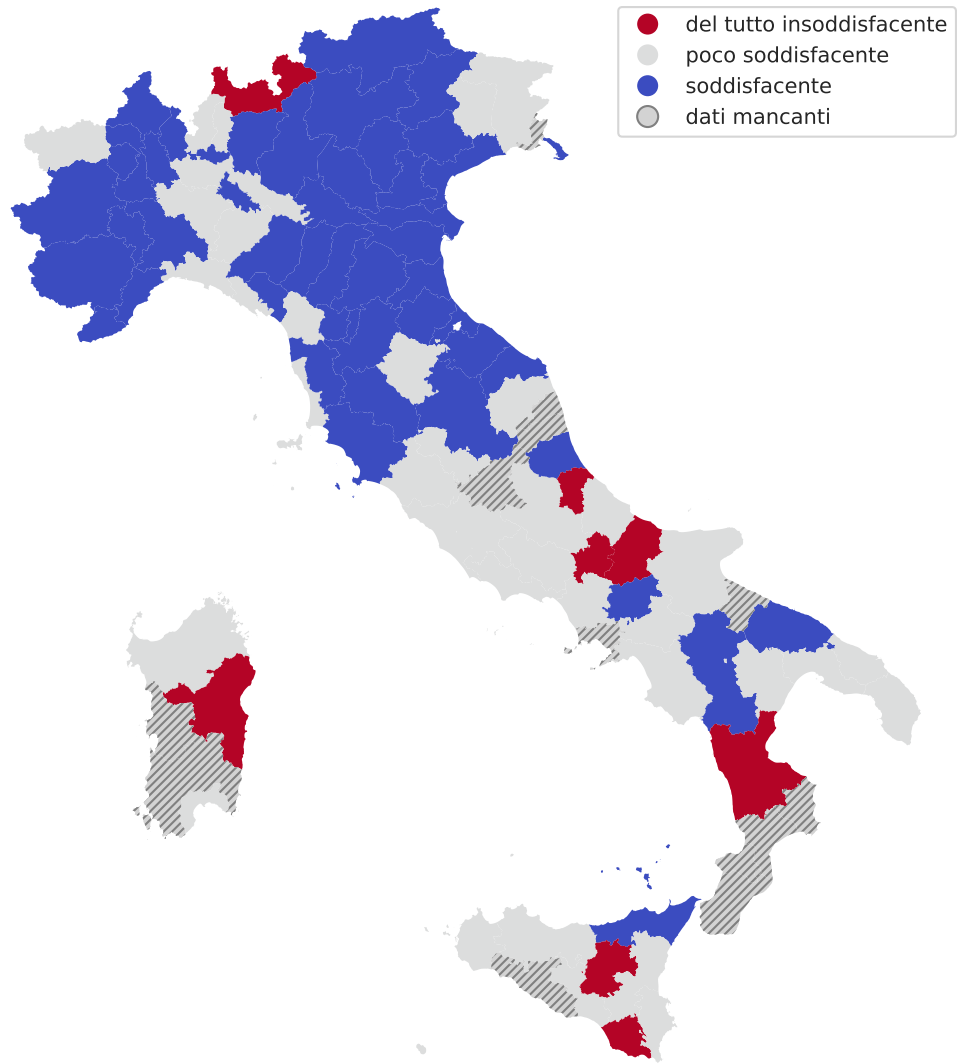 del tutto insoddisfacente
poco soddisfacente
soddisfacente
dati mancanti